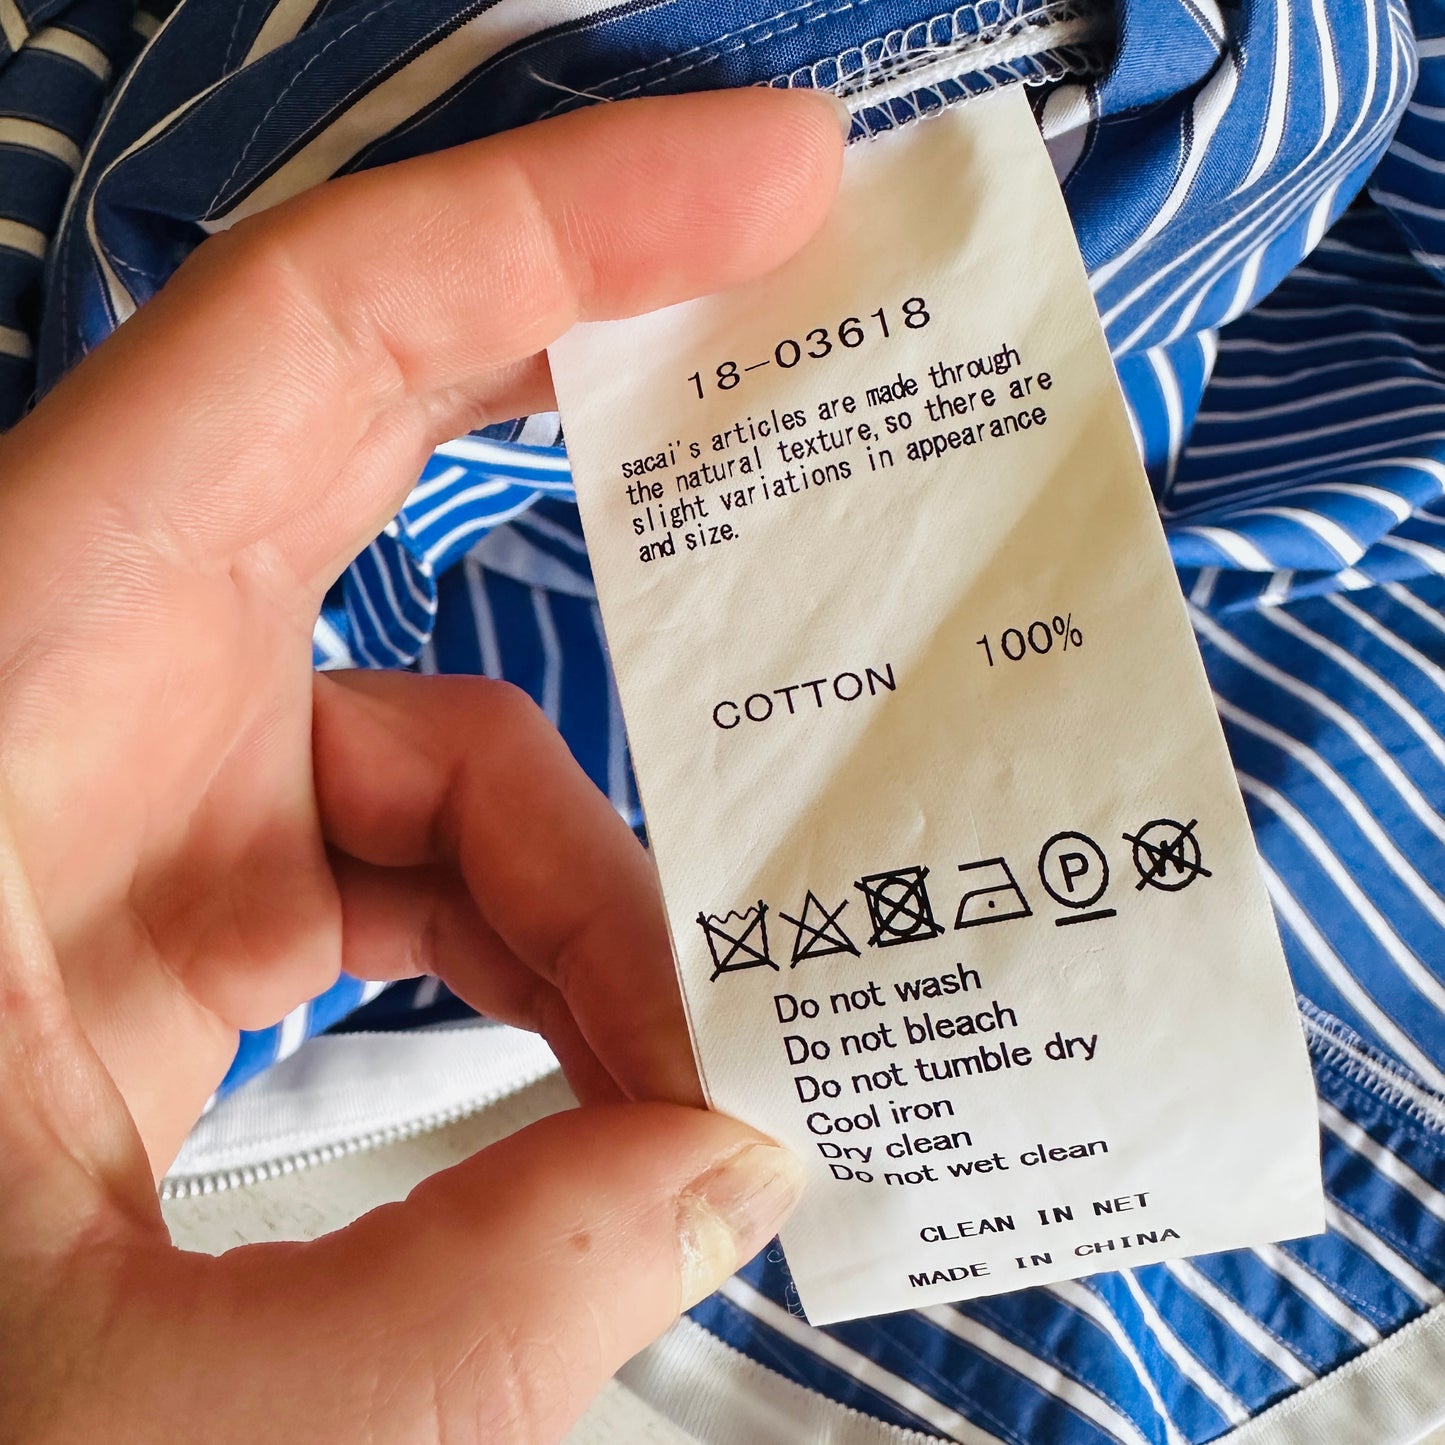 18-03618
sacai's articles are made through
the natural texture,so there are
slight variations in appearance
and size.
COTTON 100%
P W
Do not wash
Do not bleach
Do not tumble dry
Cool iron
Dry clean
Do not wet clean
CLEAN IN NET
MADE IN CHINA